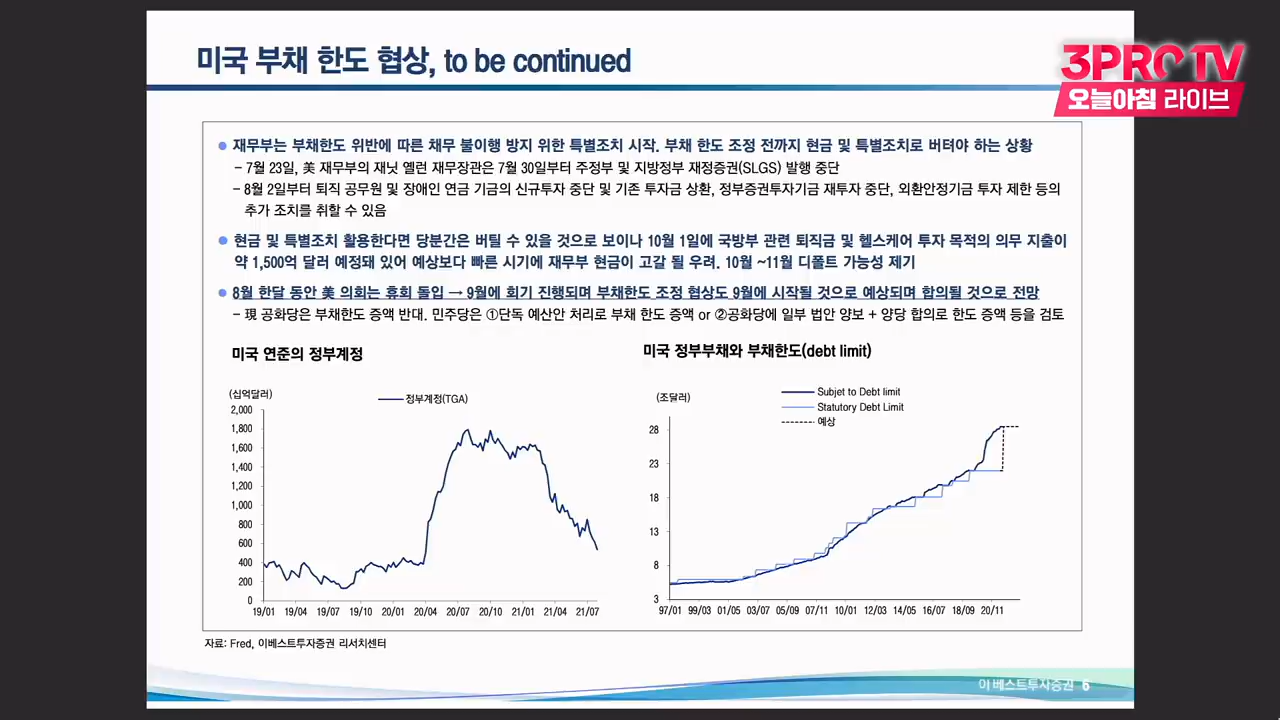 미국 부채 한도 협상, to be continued
3PROTV
오늘아침 라이브
재무부는 부채한도 위반에 따른 채무 불이행 방지 위한 특별조치 시작. 부채 한도 조정 전까지 현금 및 특별조치로 버텨야 하는 상황
– 7월 23일, 美 재무부의 재닛 옐런 재무장관은 7월 30일부터 주정부 및 지방정부 재정증권(SLGS) 발행 중단
– 8월 2일부터 퇴직 공무원 및 장애인 연금 기금의 신규투자 중단 및 기존 투자금 상환, 정부증권투자기금 재투자 중단, 외환안정기금 투자 제한 등의
추가 조치를 취할 수 있음
현금 및 특별조치 활용한다면 당분간은 버틸 수 있을 것으로 보이나 10월 1일에 국방부 관련 퇴직금 및 헬스케어 투자 목적의 의무 지출이
약 1,500억 달러 예정돼 있어 예상보다 빠른 시기에 재무부 현금이 고갈 될 우려. 10월 ~11월 디폴트 가능성 제기
8월 한달 동안 美 의회는 휴회 돌입 → 9월에 회기 진행되며 부채한도 조정 협상도 9월에 시작될 것으로 예상되며 합의될 것으로 전망
– 現 공화당은 부채한도 증액 반대. 민주당은 ①단독 예산안 처리로 부채 한도 증액 or ②공화당에 일부 법안 양보 + 양당 합의로 한도 증액 등을 검토
미국 연준의 정부계정
(십억달러)
정부계정(TGA)
2,000
1,800
1,600
1,400
1,200
1,000
800
600
400
200
0
19/01 19/04 19/07 19/10 20/01 20/04 20/07 20/10 21/01 21/04 21/07
미국 정부부채와 부채한도(debt limit)
(조달러)
Subjet to Debt limit
Statutory Debt Limit
예상
28
23
18
13
8
3
97/01 99/03 01/05 03/07 05/09 07/11 10/01 12/03 14/05 16/07 18/09 20/11
자료: Fred, 이베스트투자증권 리서치센터
이베스트투자증권 6